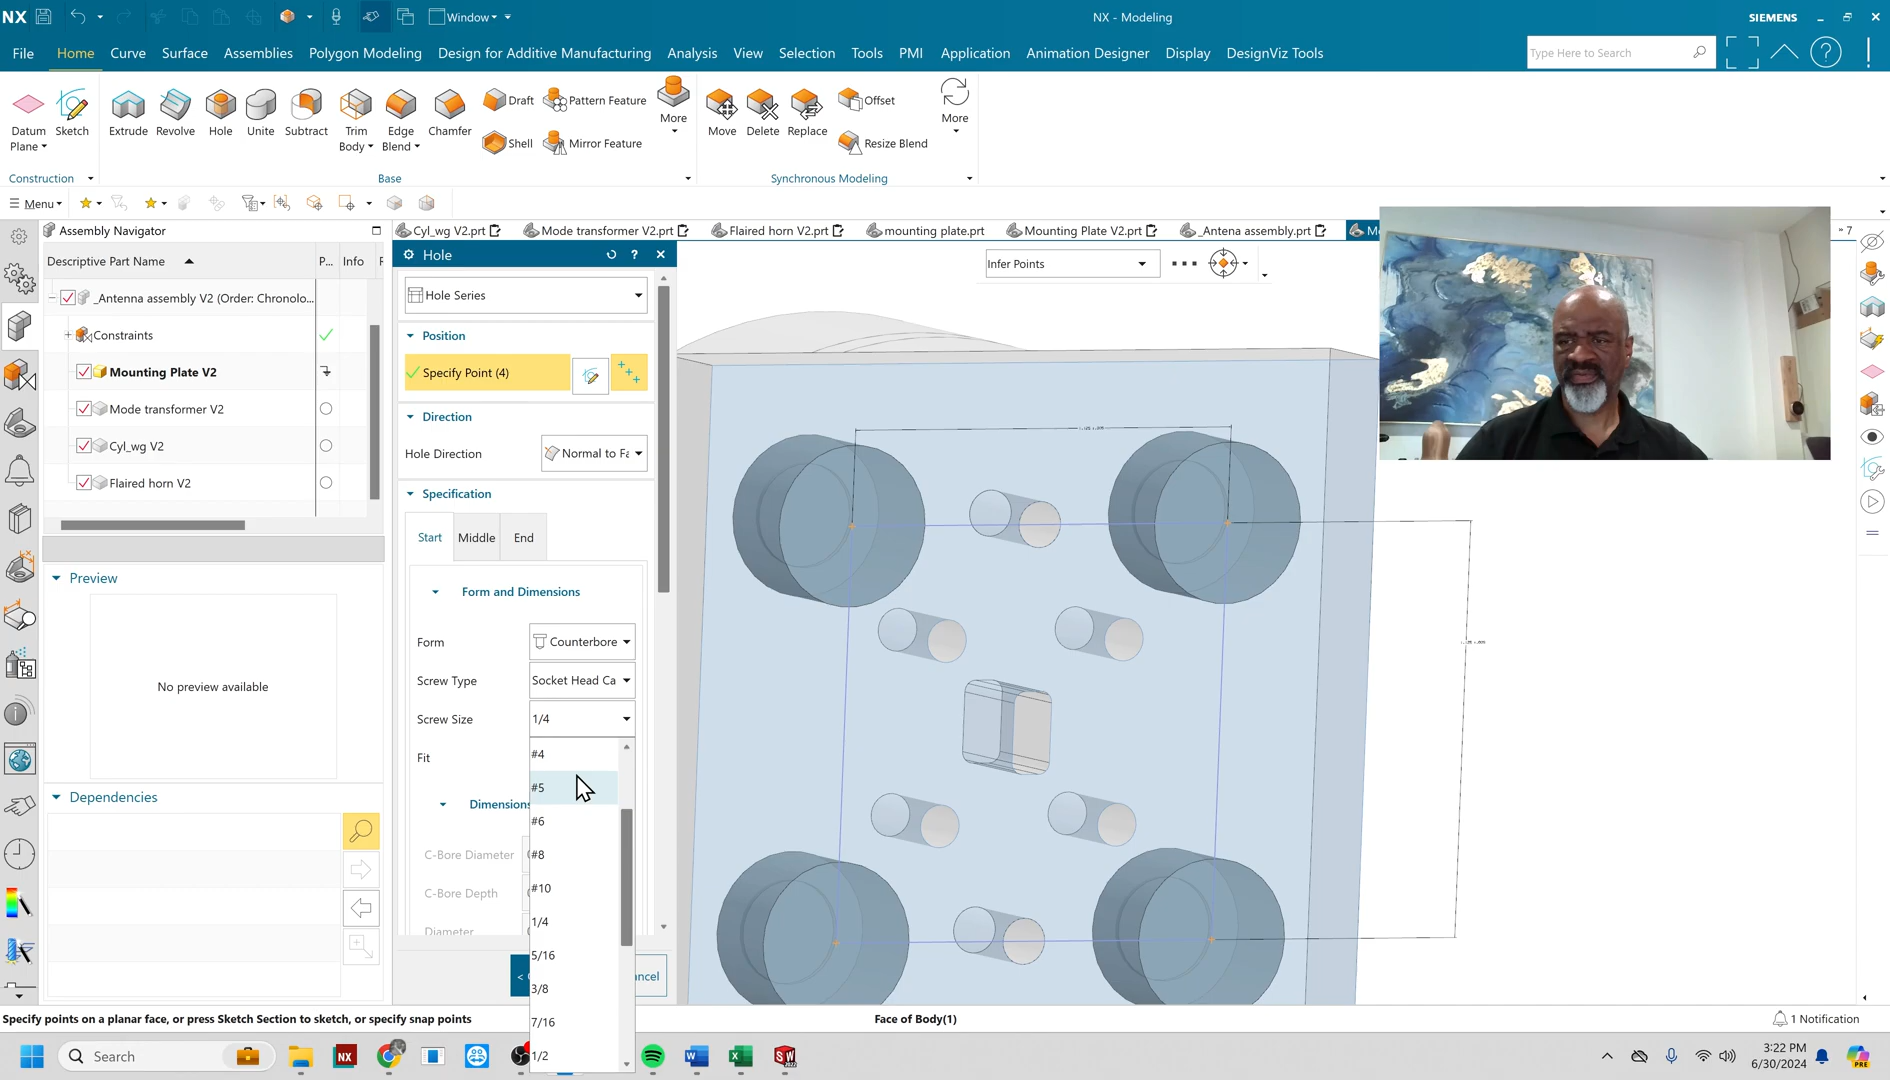 NX
Window
NX - Modeling
SIEMENS
File
Home
Curve
Surface
Assemblies
Polygon Modeling
Design for Additive Manufacturing
Analysis
View
Selection
Tools
PMI
Application
Animation Designer
Display
DesignViz Tools
Type Here to Search
Datum
Plane
Sketch
Extrude
Revolve
Hole
Unite
Subtract
Trim
Body
Edge
Blend
Chamfer
Draft
Shell
Pattern Feature
Mirror Feature
More
Move
Delete
Replace
Offset
Resize Blend
More
Construction
Base
Synchronous Modeling
Menu
Assembly Navigator
Cyl_wg V2.prt
Mode transformer V2.prt
Flaired horn V2.prt
mounting plate.prt
Mounting Plate V2.prt
_Antena assembly.prt
» 7
Descriptive Part Name
P...
Info
_Antenna assembly V2 (Order: Chronolo...
Constraints
Mounting Plate V2
Mode transformer V2
Cyl_wg V2
Flaired horn V2
Preview
No preview available
Dependencies
Hole
?
Hole Series
Position
Specify Point (4)
Direction
Hole Direction
Normal to Fa
Specification
Start
Middle
End
Form and Dimensions
Form
Counterbore
Screw Type
Socket Head Ca
Screw Size
1/4
Fit
#4
#5
#6
#8
#10
1/4
5/16
3/8
7/16
1/2
Dimensions
C-Bore Diameter
C-Bore Depth
Diameter
Infer Points
Specify points on a planar face, or press Sketch Section to sketch, or specify snap points
Face of Body(1)
1 Notification
Search
3:22 PM
6/30/2024